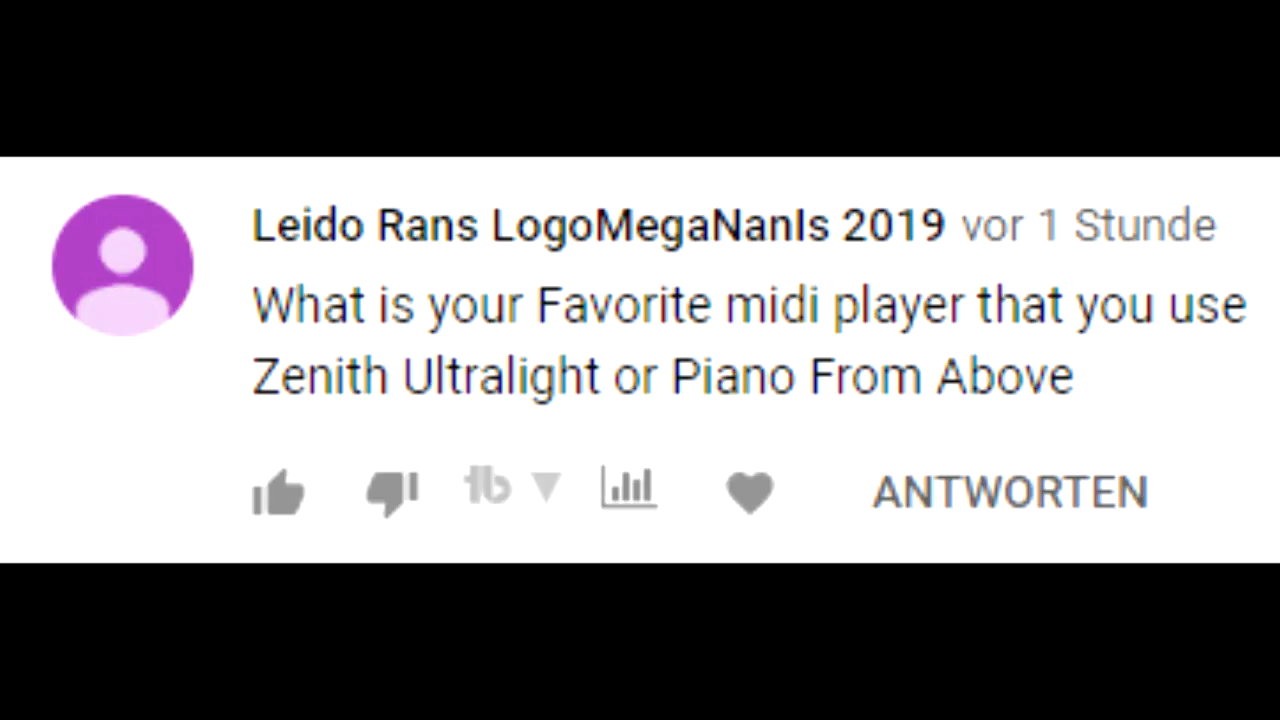 Leido Rans LogoMegaNanIs 2019 vor 1 Stunde
What is your Favorite midi player that you use
Zenith Ultralight or Piano From Above
tb ANTWORTEN